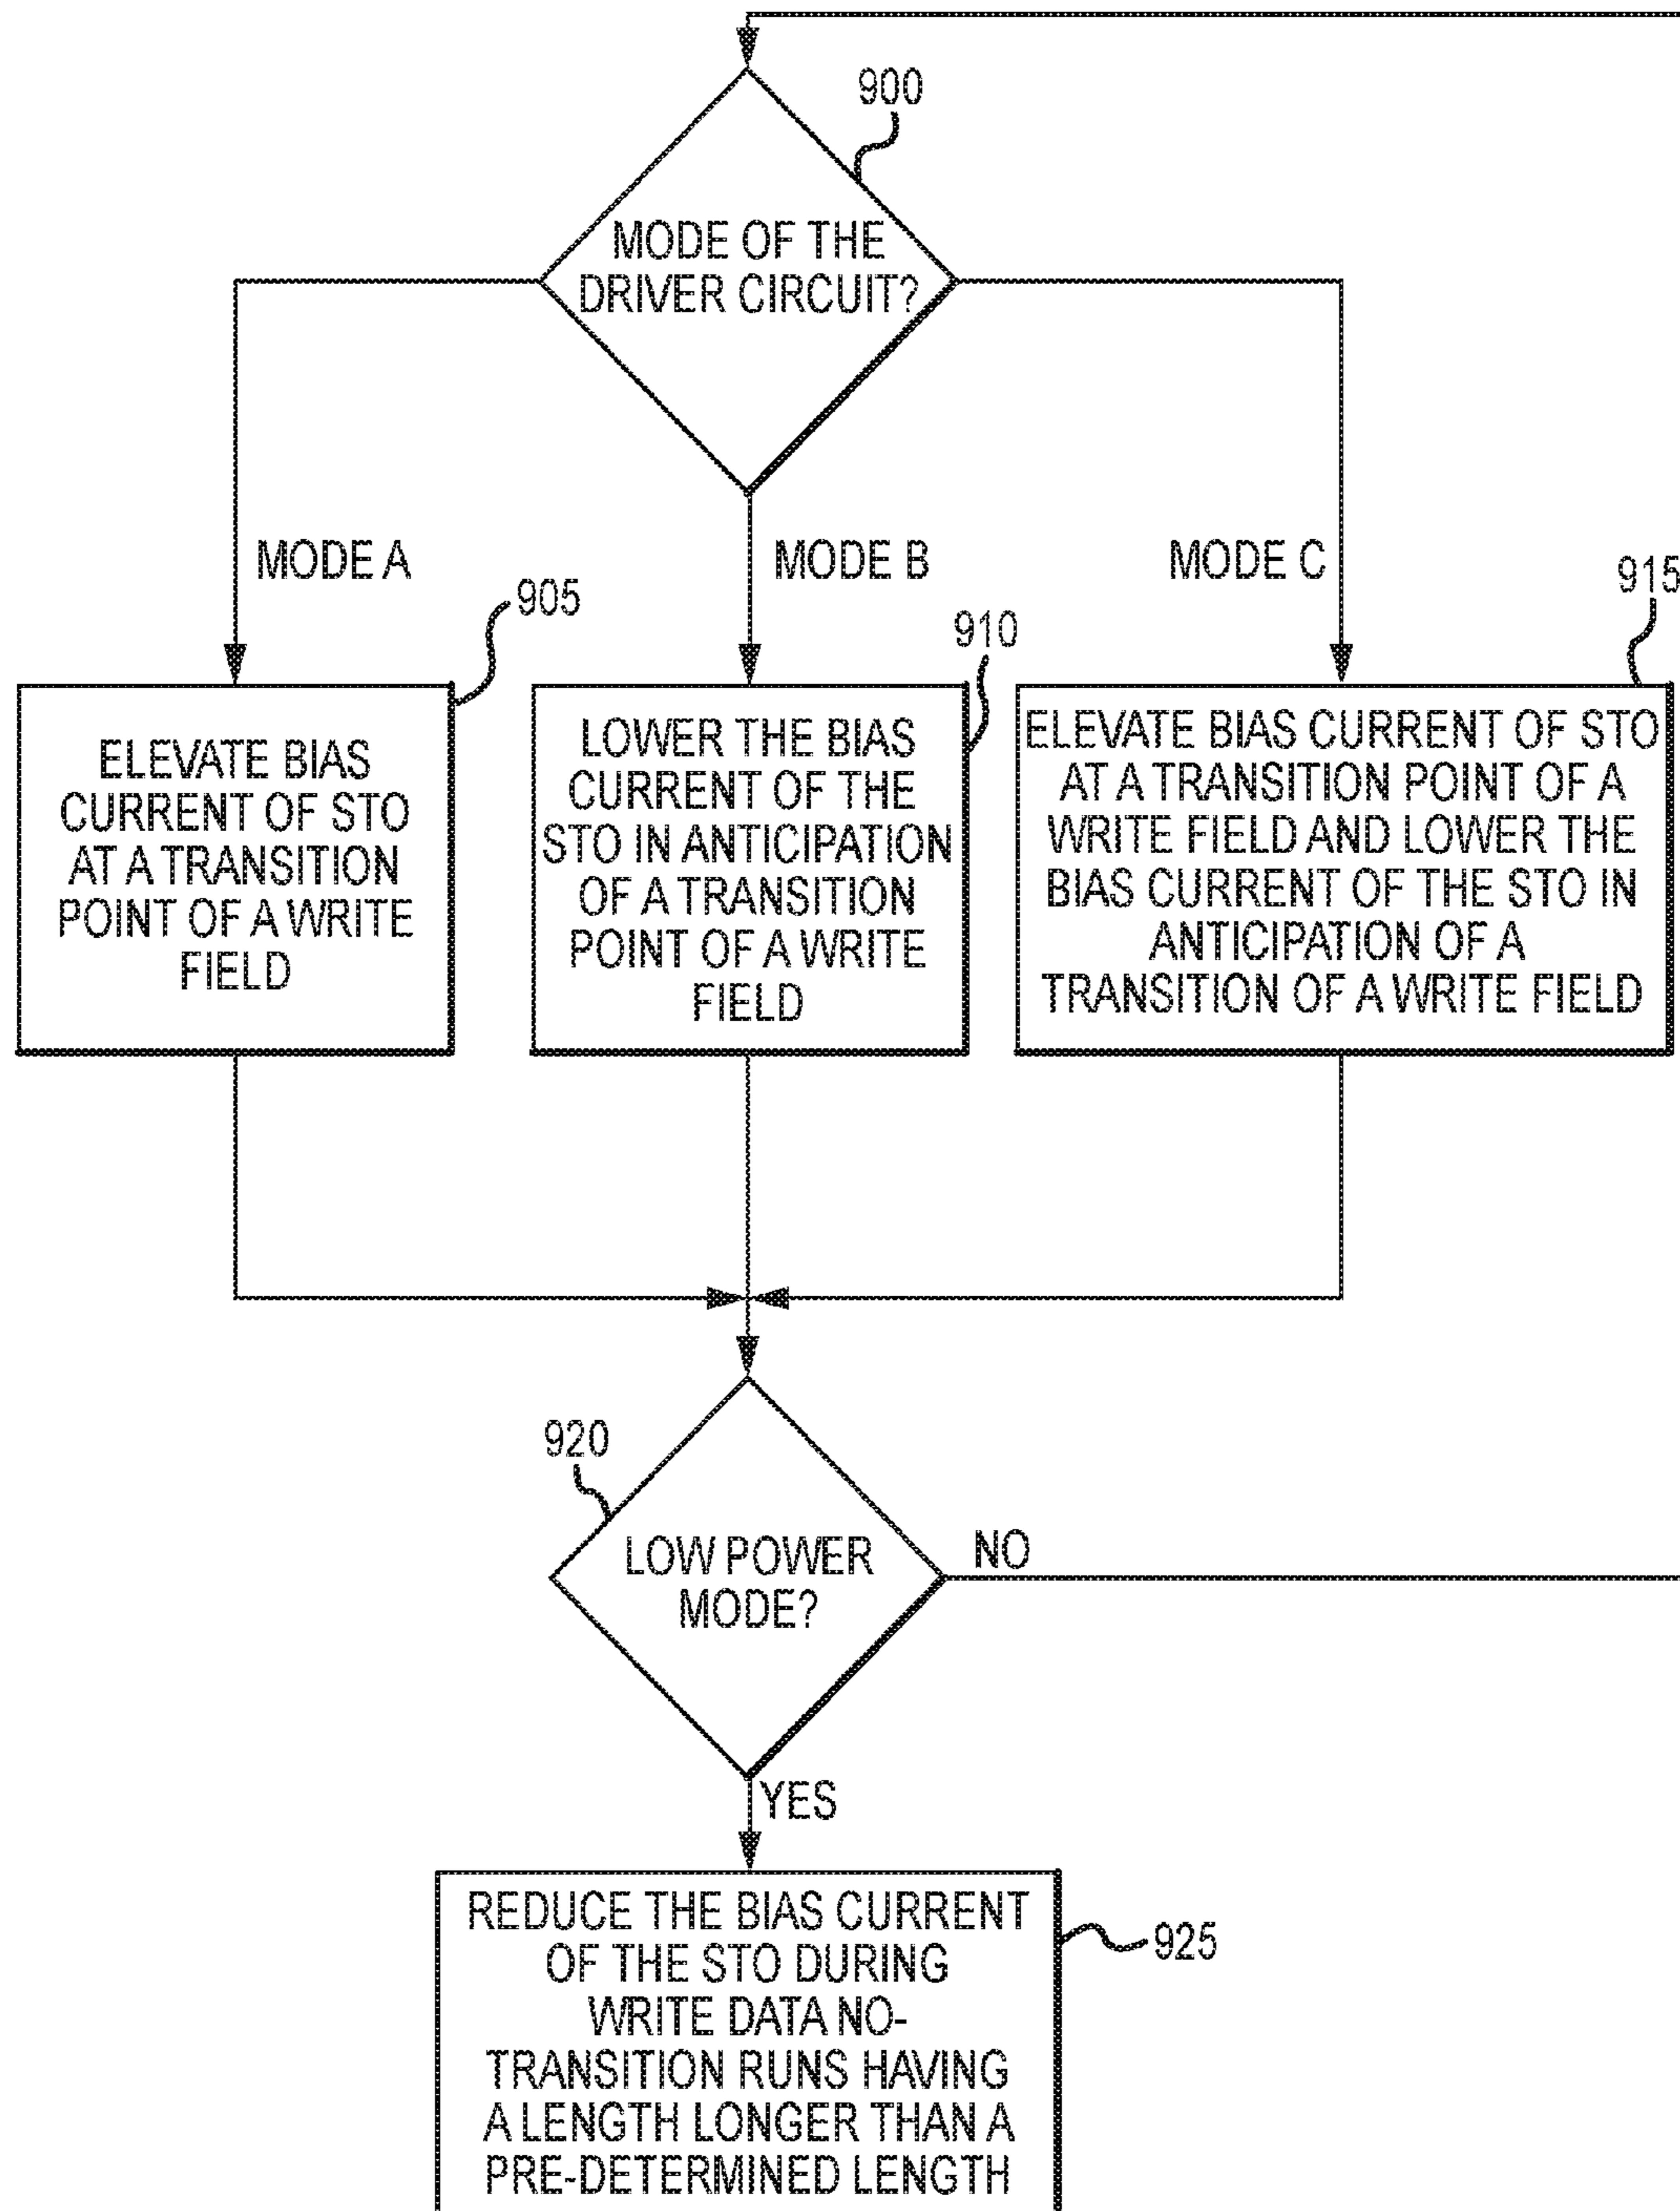 900
MODE OF THE
DRIVER CIRCUIT?
MODE A
MODE B
MODE C
905
910
915
ELEVATE BIAS
CURRENT OF STO
AT A TRANSITION
POINT OF A WRITE
FIELD
LOWER THE BIAS
CURRENT OF THE
STO IN ANTICIPATION
OF A TRANSITION
POINT OF A WRITE
FIELD
ELEVATE BIAS CURRENT OF STO
AT A TRANSITION POINT OF A
WRITE FIELD AND LOWER THE
BIAS CURRENT OF THE STO IN
ANTICIPATION OF A
TRANSITION OF A WRITE FIELD
920
LOW POWER
MODE?
NO
YES
REDUCE THE BIAS CURRENT
OF THE STO DURING
WRITE DATA NO-
TRANSITION RUNS HAVING
A LENGTH LONGER THAN A
PRE-DETERMINED LENGTH
925